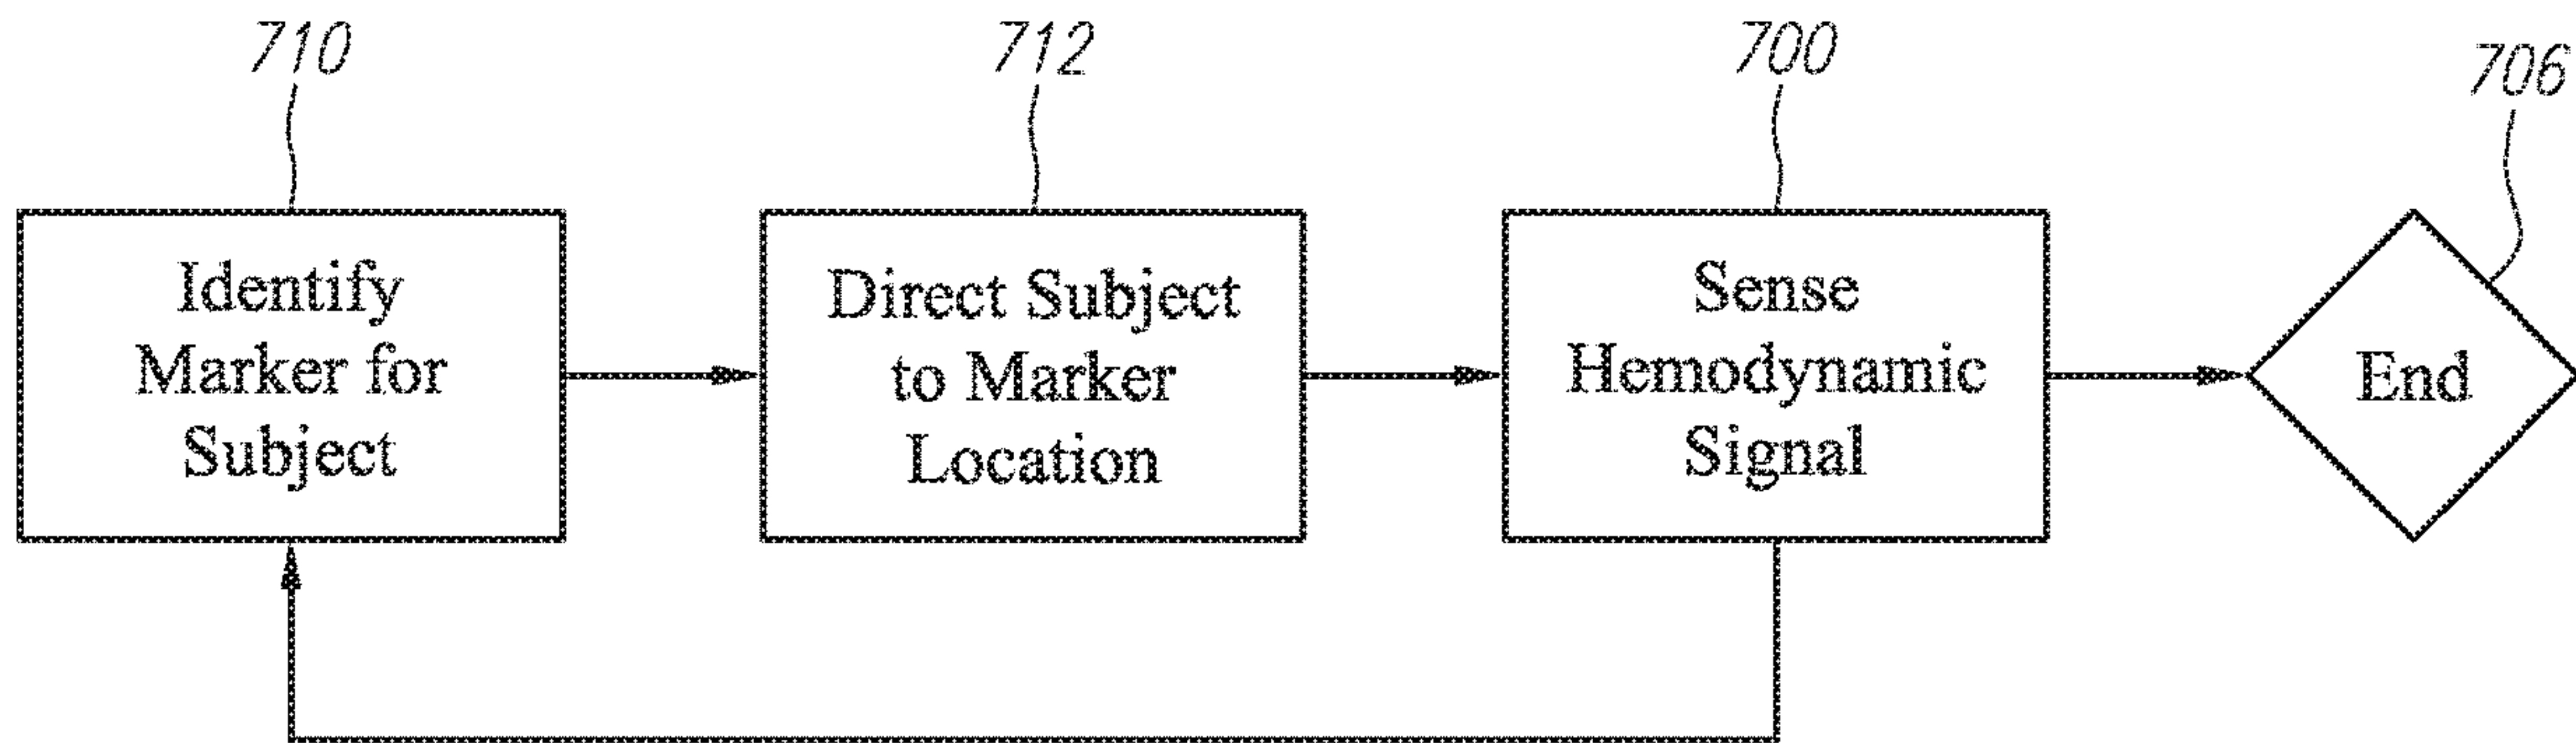 710
712
700
706
Identify
Marker for
Subject
Direct Subject
to Marker
Location
Sense
Hemodynamic
Signal
End